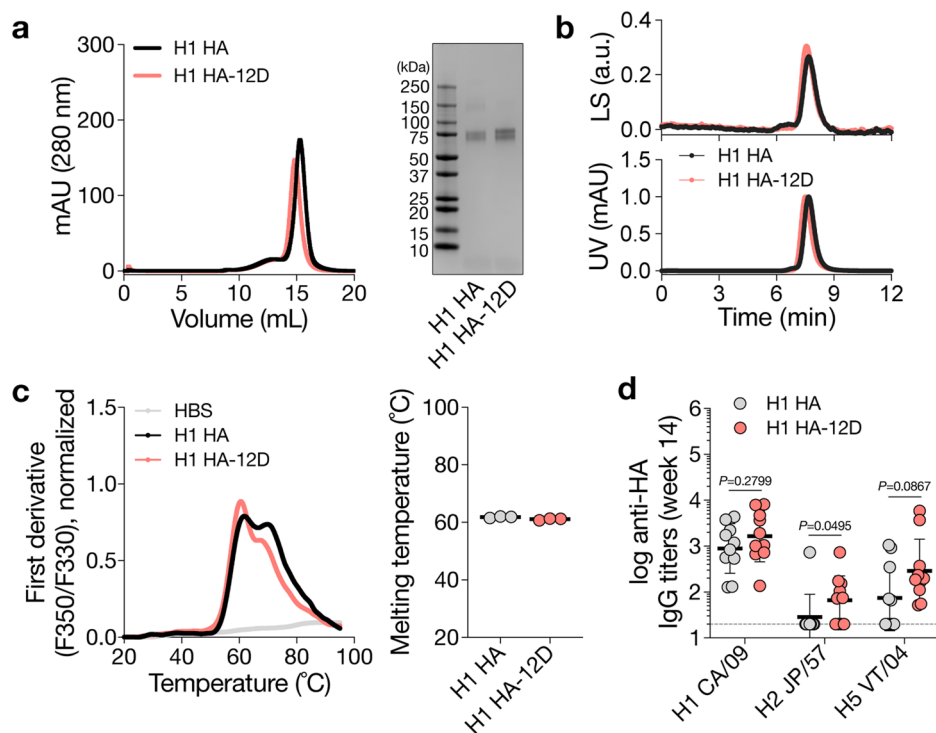 a
H1 HA
H1 HA-12D
mAU (280 nm)
300
200
100
0
0 5 10 15 20
Volume (mL)
(kDa)
250
150
100
75
50
37
25
20
15
10
H1 HA
H1 HA-12D
b
LS (a.u.)
0.4
0.2
0.0
UV (mAU)
H1 HA
H1 HA-12D
1.5
1.0
0.5
0.0
0 3 6 9 12
Time (min)
c
First derivative
(F350/F330), normalized
HBS
H1 HA
H1 HA-12D
1.5
1.0
0.5
0.0
20 40 60 80 100
Temperature (°C)
Melting temperature (°C)
100
80
60
40
20
H1 HA
H1 HA-12D
d
H1 HA
H1 HA-12D
log anti-HA
IgG titers (week 14)
6
5
4
3
2
1
P=0.2799
P=0.0495
P=0.0867
H1 CA/09
H2 JP/57
H5 VT/04